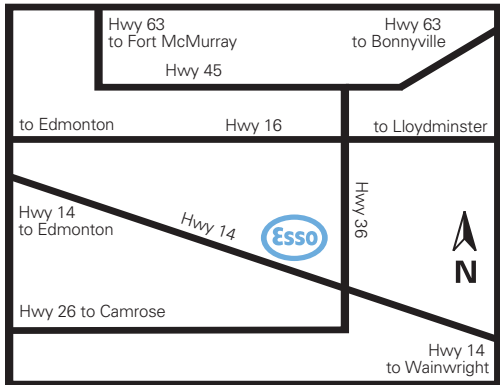 Hwy 63
to Fort McMurray
Hwy 63
to Bonnyville
Hwy 45
to Edmonton
Hwy 16
to Lloydminster
Hwy 14
to Edmonton
Hwy 14
Esso
Hwy 36
N
Hwy 26 to Camrose
Hwy 14
to Wainwright